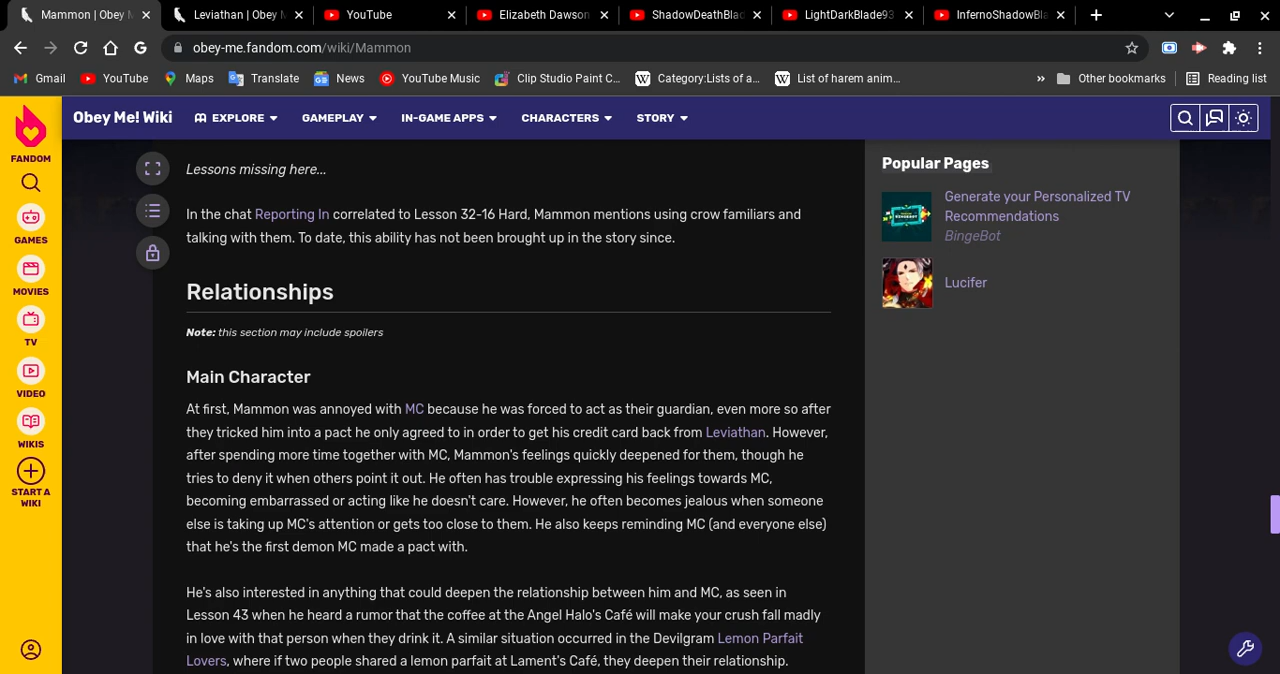 Mammon | Obey M
Leviathan | Obey M
YouTube
Elizabeth Dawson
ShadowDeathBlad
LightDarkBlade93
InfernoShadowBla
obey-me.fandom.com/wiki/Mammon
Gmail
YouTube
Maps
Translate
News
YouTube Music
Clip Studio Paint C...
Category:Lists of a...
List of harem anim...
»
Other bookmarks
Reading list
FANDOM
GAMES
MOVIES
TV
VIDEO
WIKIS
START A
WIKI
Obey Me! Wiki
EXPLORE
GAMEPLAY
IN-GAME APPS
CHARACTERS
STORY
Lessons missing here...
In the chat Reporting In correlated to Lesson 32-16 Hard, Mammon mentions using crow familiars and
talking with them. To date, this ability has not been brought up in the story since.
Relationships
Note: this section may include spoilers
Main Character
At first, Mammon was annoyed with MC because he was forced to act as their guardian, even more so after
they tricked him into a pact he only agreed to in order to get his credit card back from Leviathan. However,
after spending more time together with MC, Mammon's feelings quickly deepened for them, though he
tries to deny it when others point it out. He often has trouble expressing his feelings towards MC,
becoming embarrassed or acting like he doesn't care. However, he often becomes jealous when someone
else is taking up MC's attention or gets too close to them. He also keeps reminding MC (and everyone else)
that he's the first demon MC made a pact with.
He's also interested in anything that could deepen the relationship between him and MC, as seen in
Lesson 43 when he heard a rumor that the coffee at the Angel Halo's Café will make your crush fall madly
in love with that person when they drink it. A similar situation occurred in the Devilgram Lemon Parfait
Lovers, where if two people shared a lemon parfait at Lament's Café, they deepen their relationship.
Popular Pages
Generate your Personalized TV
Recommendations
BingeBot
Lucifer